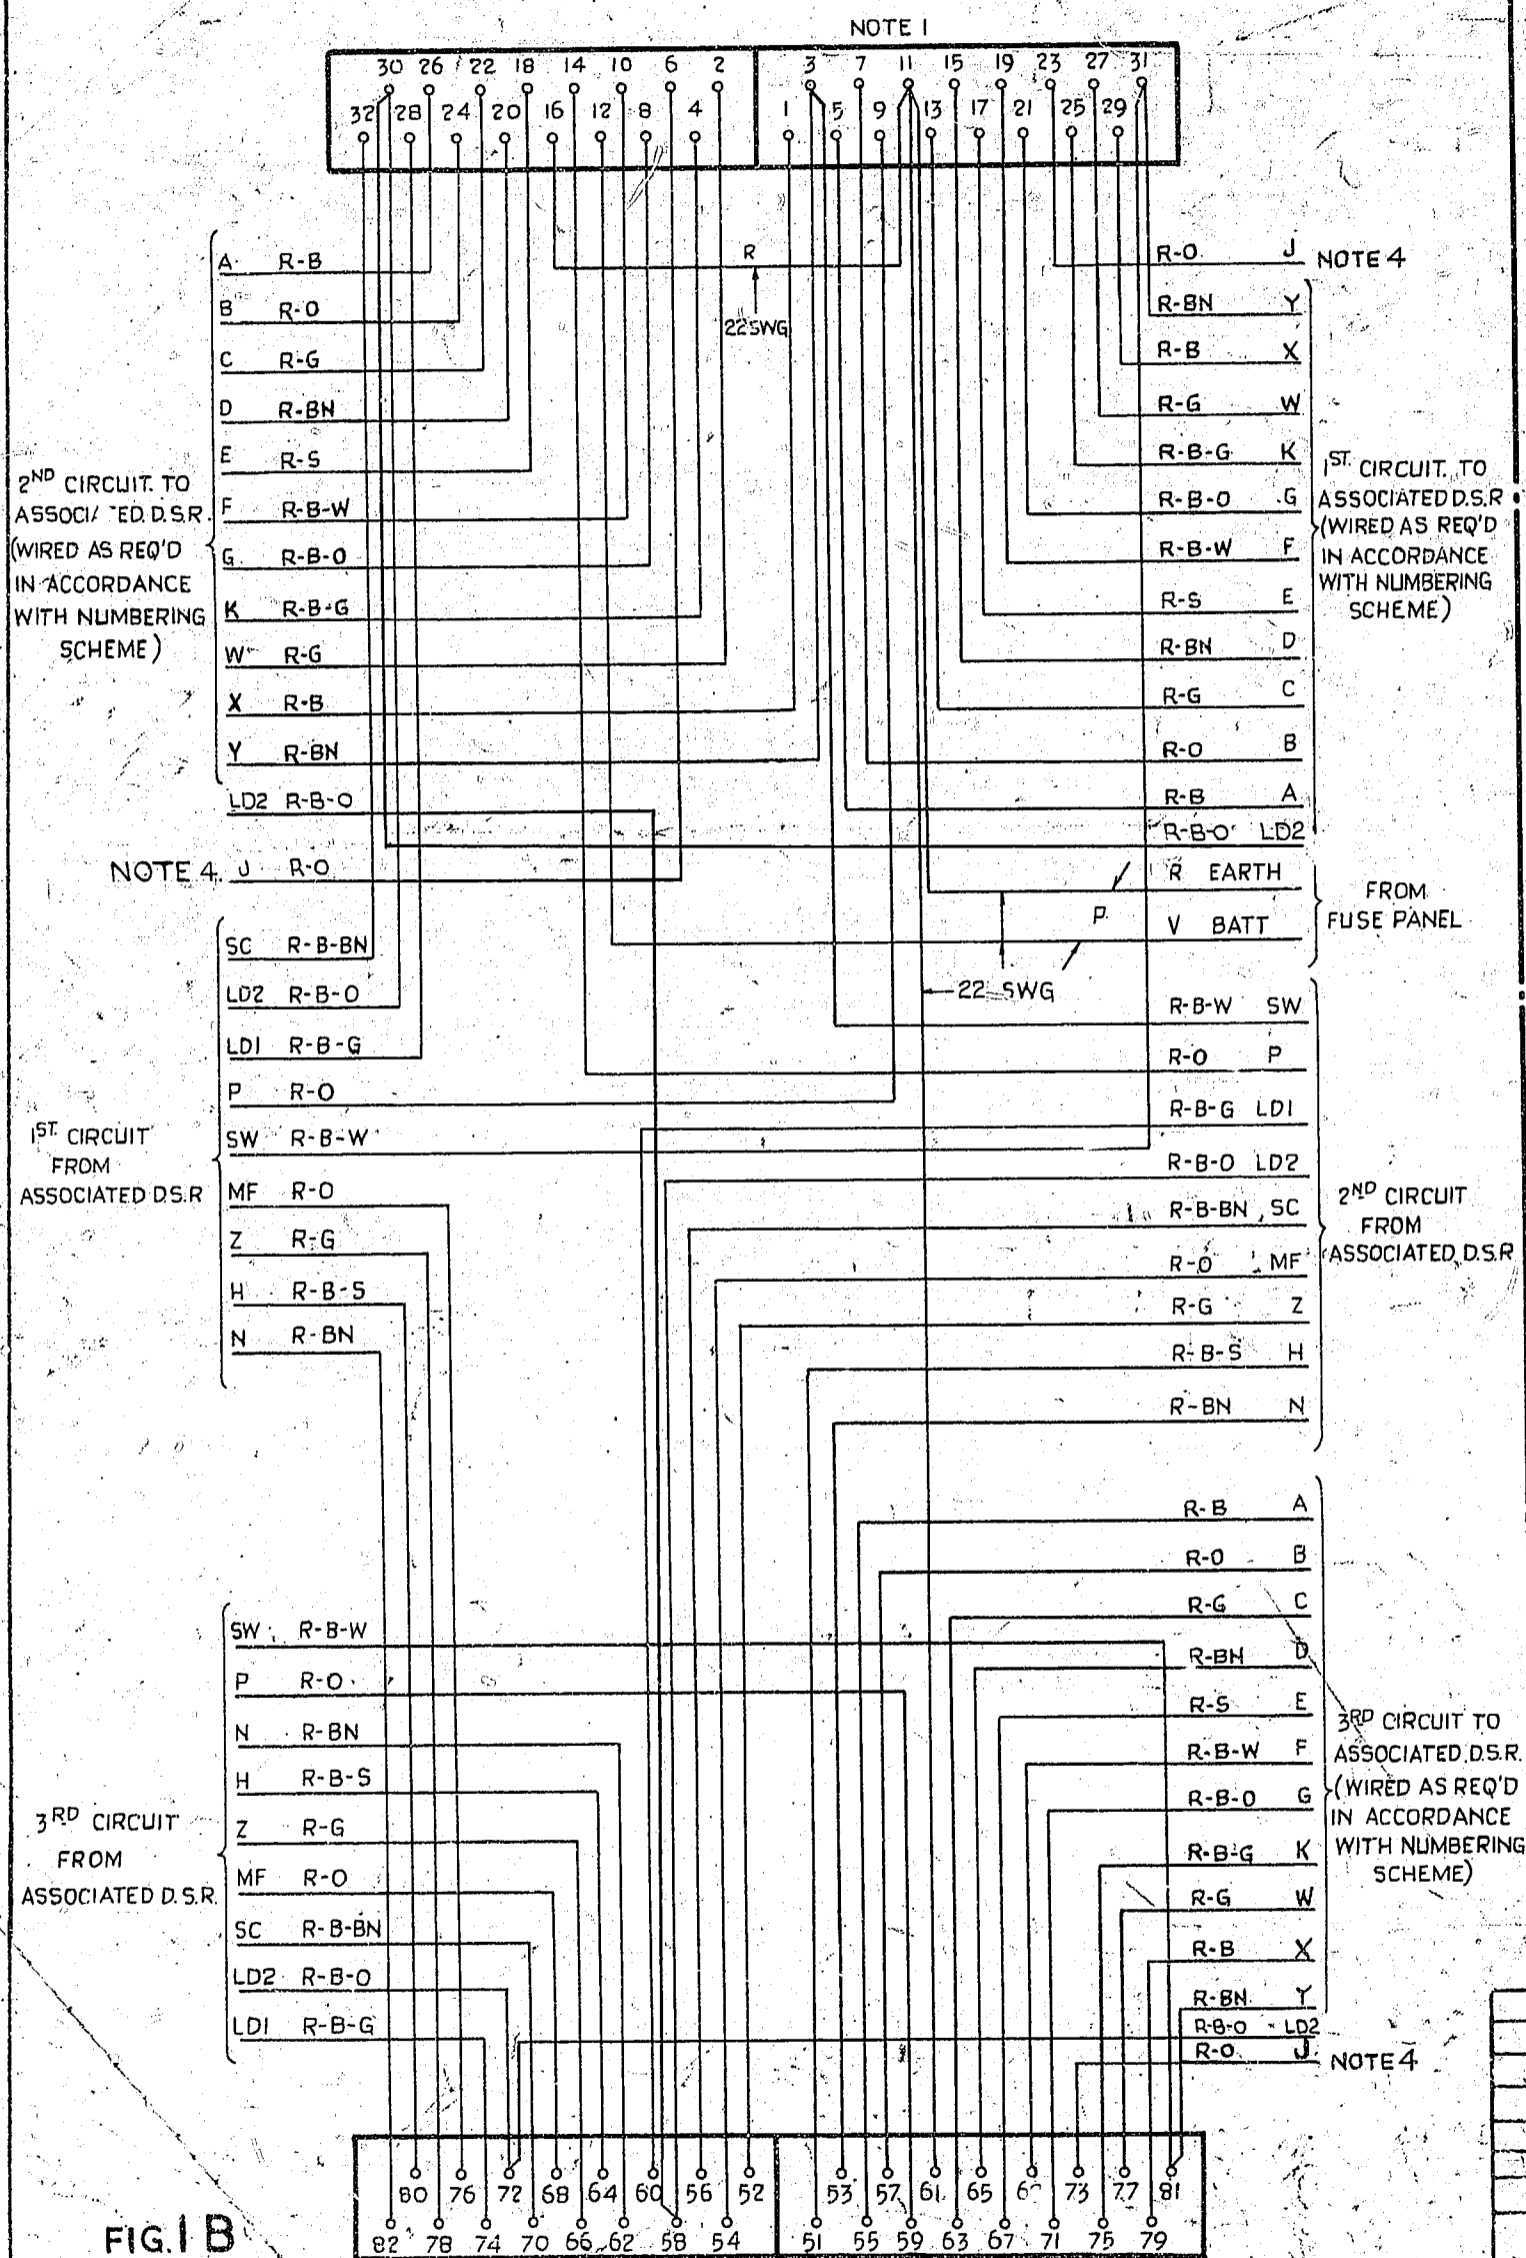 NOTE 1
30 26 22 18 14 10 6 2 3 7 11 15 19 23 27 31
32 28 24 20 16 12 8 4 1 5 9 13 17 21 25 29
A R-B
B R-O
C R-G
D R-BN
E R-S
F R-B-W
G R-B-O
K R-B-G
W R-G
X R-B
Y R-BN
2ND CIRCUIT. TO
D.S.R.
(WIRED AS REQ'D
IN ACCORDANCE
WITH NUMBERING
SCHEME)
LD2 R-B-O
NOTE 4. J R-O
R
22SWG
R-O J NOTE 4
R-BN Y
R-B X
R-G W
R-B-G K
R-B-O G
R-B-W F
R-S E
R-BN D
R-G C
R-O B
R-B A
R-B-O LD2
1ST. CIRCUIT. TO
ASSOCIATED D.S.R
(WIRED AS REQ'D
IN ACCORDANCE
WITH NUMBERING
SCHEME)
R EARTH
P.
V BATT
FROM
FUSE PANEL
22 SWG
SC R-B-BN
LD2 R-B-O
LD1 R-B-G
P R-O
SW R-B-W
MF R-O
Z R-G
H R-B-S
N R-BN
1ST. CIRCUIT
FROM
ASSOCIATED D.S.R
R-B-W SW
R-O P
R-B-G LD1
R-B-O LD2
R-B-BN SC
R-O MF
R-G Z
R-B-S H
R-BN N
2ND CIRCUIT
FROM
ASSOCIATED D.S.R
SW R-B-W
P R-O
N R-BN
H R-B-S
Z R-G
MF R-O
SC R-B-BN
LD2 R-B-O
LD1 R-B-G
3RD CIRCUIT
FROM
ASSOCIATED D.S.R.
R-B A
R-O B
R-G C
R-BN D
R-S E
R-B-W F
R-B-O G
R-B-G K
R-G W
R-B X
R-BN Y
R-B-O LD2
R-O J NOTE 4
3RD CIRCUIT TO
ASSOCIATED D.S.R.
(WIRED AS REQ'D
IN ACCORDANCE
WITH NUMBERING
SCHEME)
80 76 72 68 64 60 56 52 53 57 61 65 73 77 81
82 78 74 70 66 62 58 54 51 55 59 63 67 71 75 79
FIG.1 B